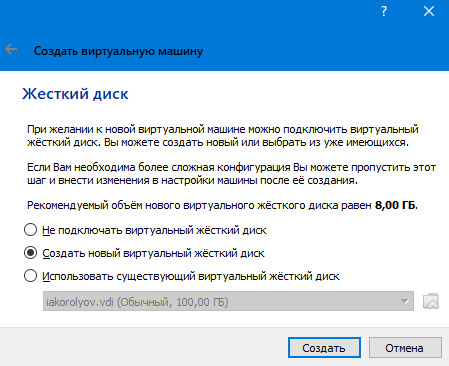 ?
Создать виртуальную машину
Жесткий диск
При желании к новой виртуальной машине можно подключить виртуальный
жёсткий диск. Вы можете создать новый или выбрать из уже имеющихся.
Если Вам необходима более сложная конфигурация Вы можете пропустить этот
шаг и внести изменения в настройки машины после её создания.
Рекомендуемый объём нового виртуального жёсткого диска равен 8,00 ГБ.
Не подключать виртуальный жёсткий диск
Создать новый виртуальный жёсткий диск
Использовать существующий виртуальный жёсткий диск
iakorolyov.vdi (Обычный, 100,00 ГБ)
Создать
Отмена